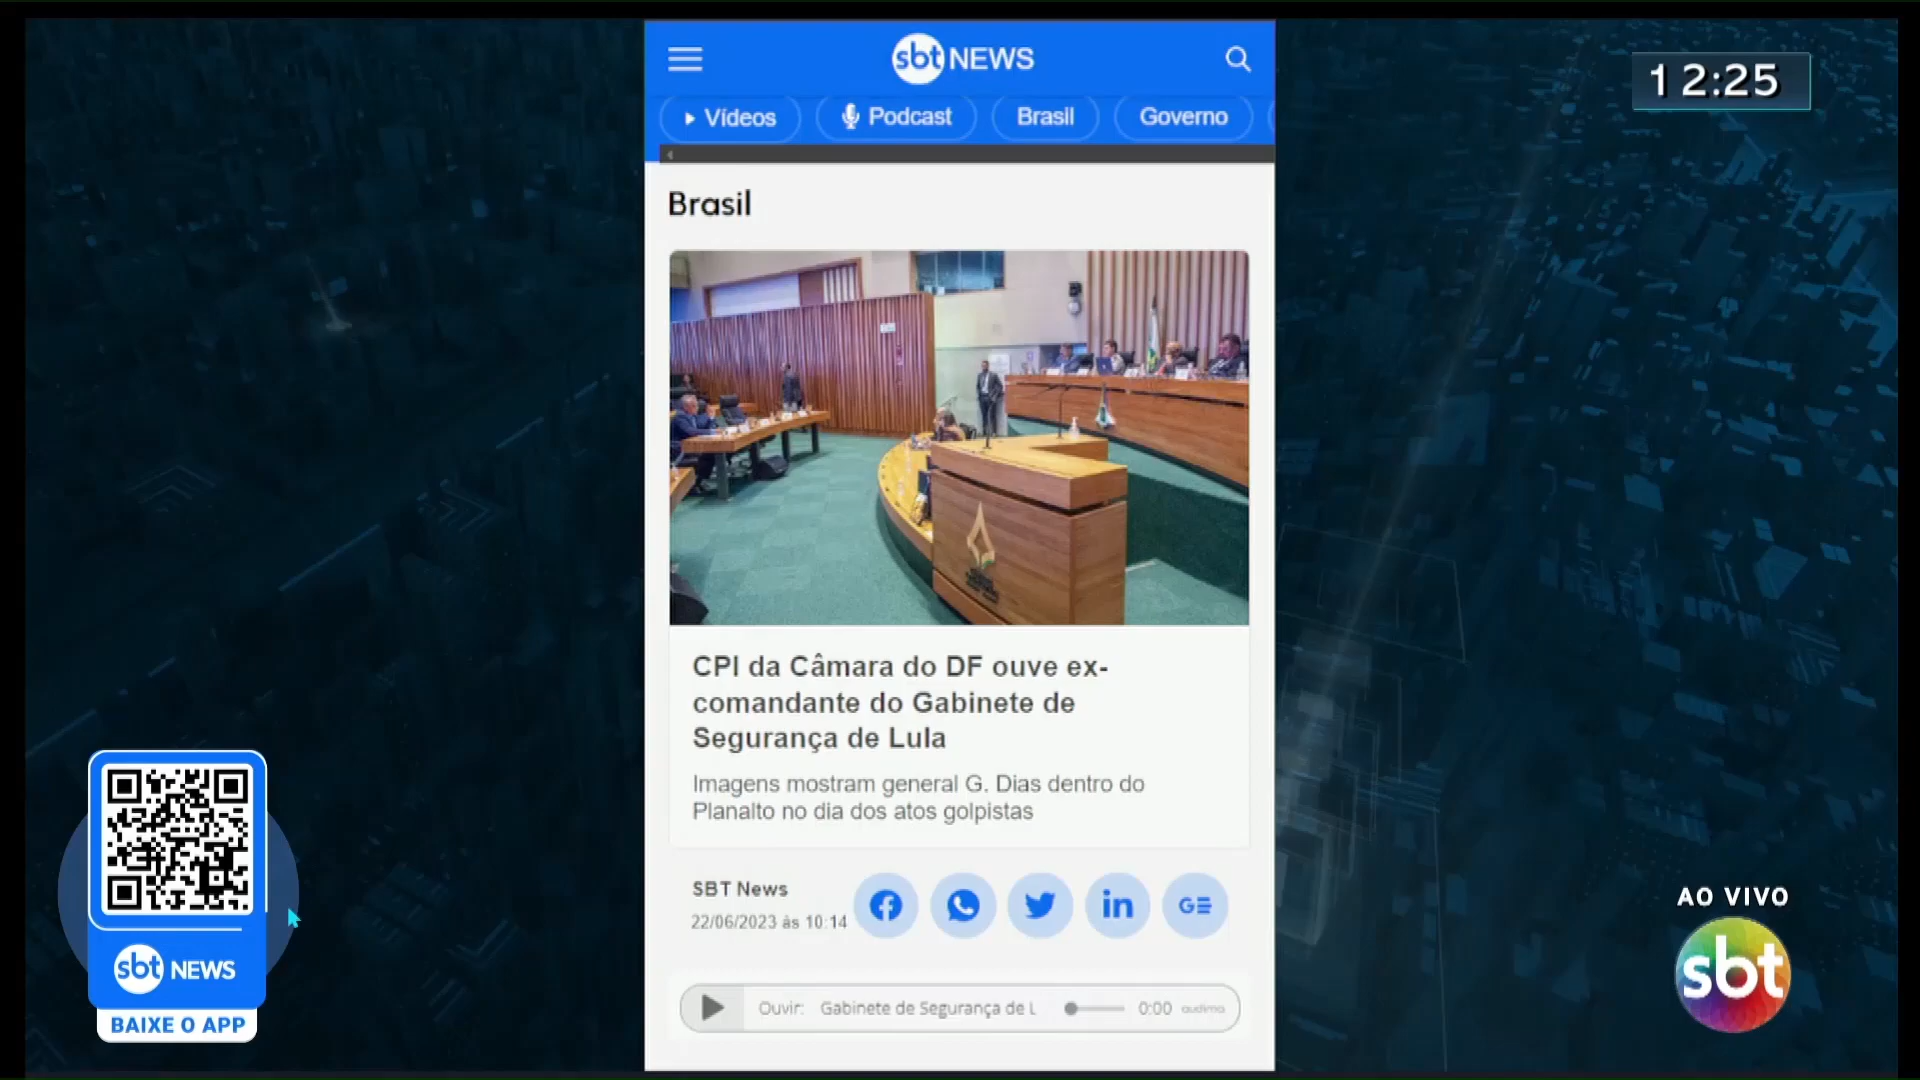 sbt NEWS
12:25
Vídeos
Podcast
Brasil
Governo
Brasil
CPI da Câmara do DF ouve ex-
comandante do Gabinete de
Segurança de Lula
Imagens mostram general G. Dias dentro do
Planalto no dia dos atos golpistas
SBT News
22/06/2023 às 10:14
Ouvir: Gabinete de Segurança de L
0:00 audima
sbt NEWS
BAIXE O APP
AO VIVO
sbt